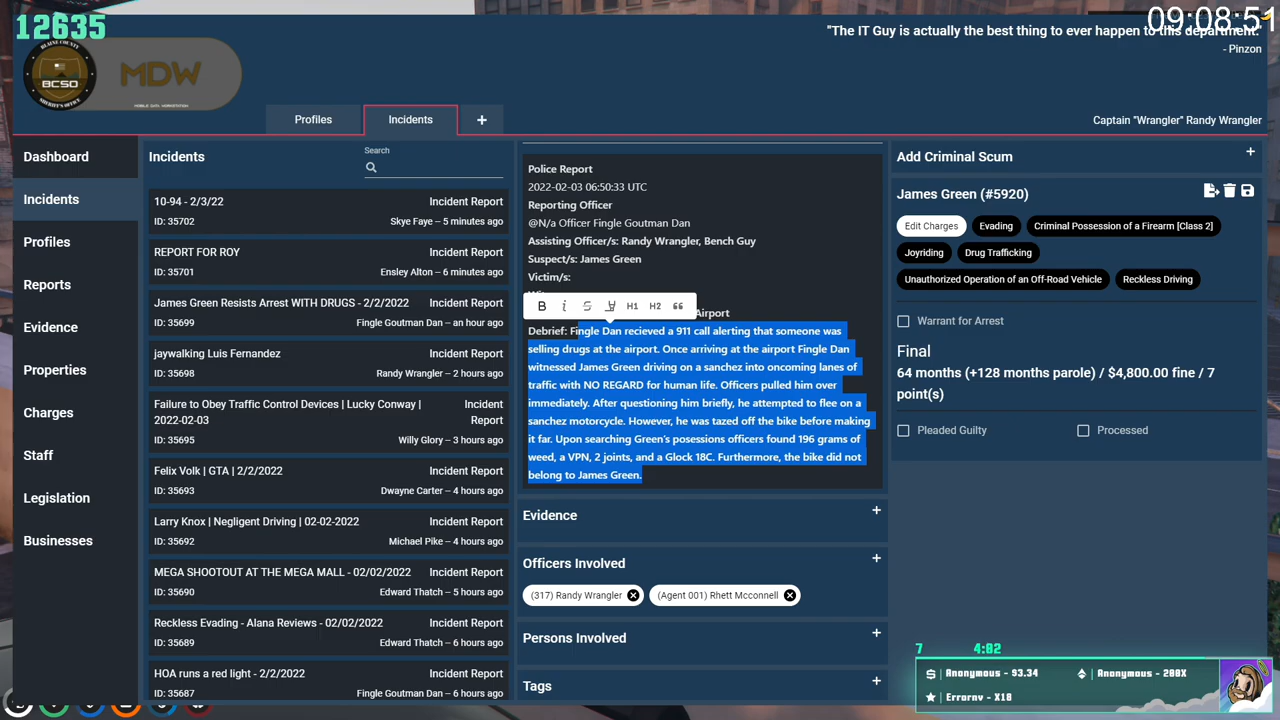 12635
09:08:51
"The IT Guy is actually the best thing to ever happen to this department."
- Pinzon
BLAINE COUNTY
BCSO
SHERIFF'S OFFICE
MDW
MOBILE DATA WORKSTATION
Profiles
Incidents
+
Captain "Wrangler" Randy Wrangler
Dashboard
Incidents
Profiles
Reports
Evidence
Properties
Charges
Staff
Legislation
Businesses
Incidents
Search
10-94 - 2/3/22
Incident Report
ID: 35702
Skye Faye – 5 minutes ago
REPORT FOR ROY
Incident Report
ID: 35701
Ensley Alton – 6 minutes ago
James Green Resists Arrest WITH DRUGS - 2/2/2022
Incident Report
ID: 35699
Fingle Goutman Dan – an hour ago
jaywalking Luis Fernandez
Incident Report
ID: 35698
Randy Wrangler – 2 hours ago
Failure to Obey Traffic Control Devices | Lucky Conway |
2022-02-03
Incident
Report
ID: 35695
Willy Glory – 3 hours ago
Felix Volk | GTA | 2/2/2022
Incident Report
ID: 35693
Dwayne Carter – 4 hours ago
Larry Knox | Negligent Driving | 02-02-2022
Incident Report
ID: 35692
Michael Pike – 4 hours ago
MEGA SHOOTOUT AT THE MEGA MALL - 02/02/2022
Incident Report
ID: 35690
Edward Thatch – 5 hours ago
Reckless Evading - Alana Reviews - 02/02/2022
Incident Report
ID: 35689
Edward Thatch – 6 hours ago
HOA runs a red light - 2/2/2022
Incident Report
ID: 35687
Fingle Goutman Dan – 6 hours ago
Police Report
2022-02-03 06:50:33 UTC
Reporting Officer
@N/a Officer Fingle Goutman Dan
Assisting Officer/s: Randy Wrangler, Bench Guy
Suspect/s: James Green
Victim/s:
B i S H1 H2
Airport
Debrief: Fingle Dan recieved a 911 call alerting that someone was
selling drugs at the airport. Once arriving at the airport Fingle Dan
witnessed James Green driving on a sanchez into oncoming lanes of
traffic with NO REGARD for human life. Officers pulled him over
immediately. After questioning him briefly, he attempted to flee on a
sanchez motorcycle. However, he was tazed off the bike before making
it far. Upon searching Green's posessions officers found 196 grams of
weed, a VPN, 2 joints, and a Glock 18C. Furthermore, the bike did not
belong to James Green.
Evidence
+
Officers Involved
+
(317) Randy Wrangler
(Agent 001) Rhett Mcconnell
Persons Involved
+
Tags
+
Add Criminal Scum
+
James Green (#5920)
Edit Charges
Evading
Criminal Possession of a Firearm [Class 2]
Joyriding
Drug Trafficking
Unauthorized Operation of an Off-Road Vehicle
Reckless Driving
Warrant for Arrest
Final
64 months (+128 months parole) / $4,800.00 fine / 7
point(s)
Pleaded Guilty
Processed
7
4:02
Anonymous - 93.34
Anonymous - 200X
Errornv - X10